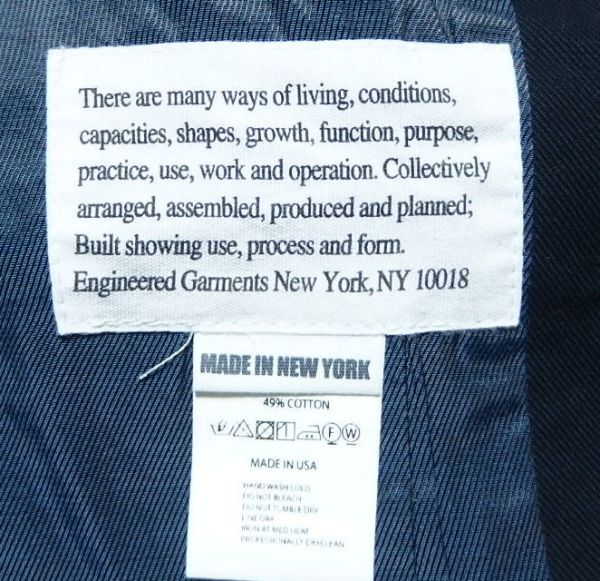 There are many ways of living, conditions,
capacities, shapes, growth, function, purpose,
practice, use, work and operation. Collectively
arranged, assembled, produced and planned;
Built showing use, process and form.
Engineered Garments New York, NY 10018
MADE IN NEW YORK
49% COTTON
F W
MADE IN USA
HAND WASH COLD
DO NOT BLEACH
DO NOT TUMBLE DRY
LINE DRY
IRON AT MED HEAT
PROFESSIONALLY DRYCLEAN